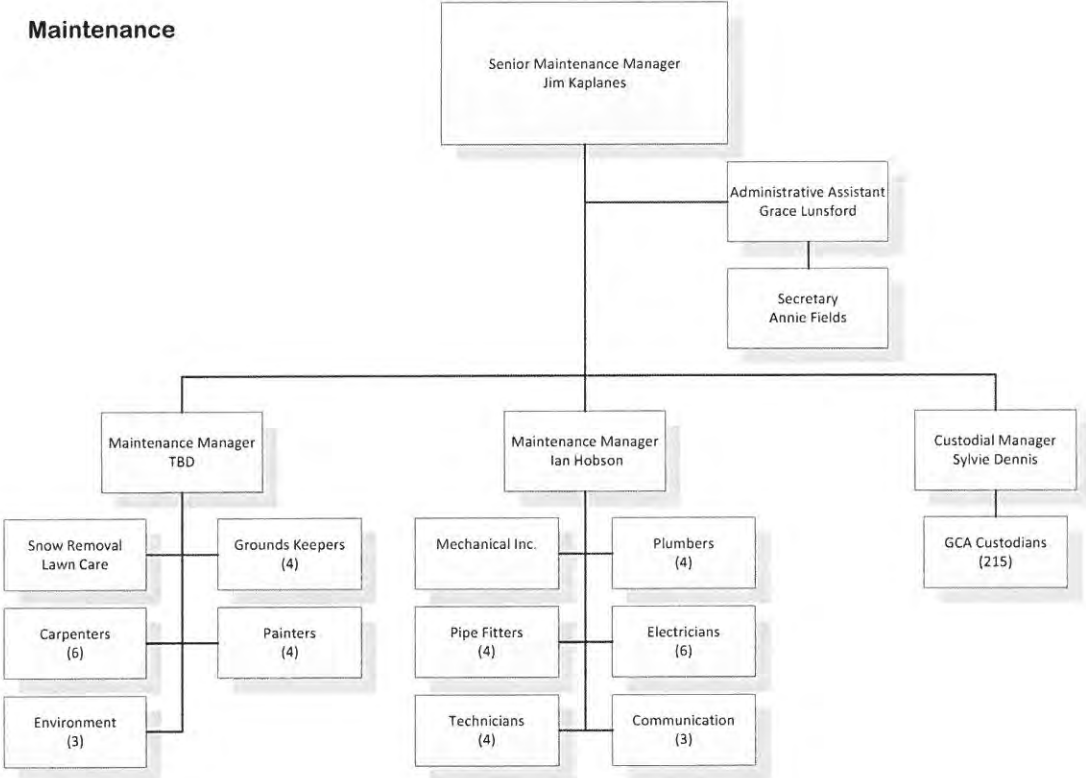 Maintenance
Senior Maintenance Manager
Jim Kaplanes
Administrative Assistant
Grace Lunsford
Secretary
Annie Fields
Maintenance Manager
TBD
Maintenance Manager
Ian Hobson
Custodial Manager
Sylvie Dennis
Snow Removal
Lawn Care
Grounds Keepers
(4)
Mechanical Inc.
Plumbers
(4)
GCA Custodians
(215)
Carpenters
(6)
Painters
(4)
Pipe Fitters
(4)
Electricians
(6)
Environment
(3)
Technicians
(4)
Communication
(3)